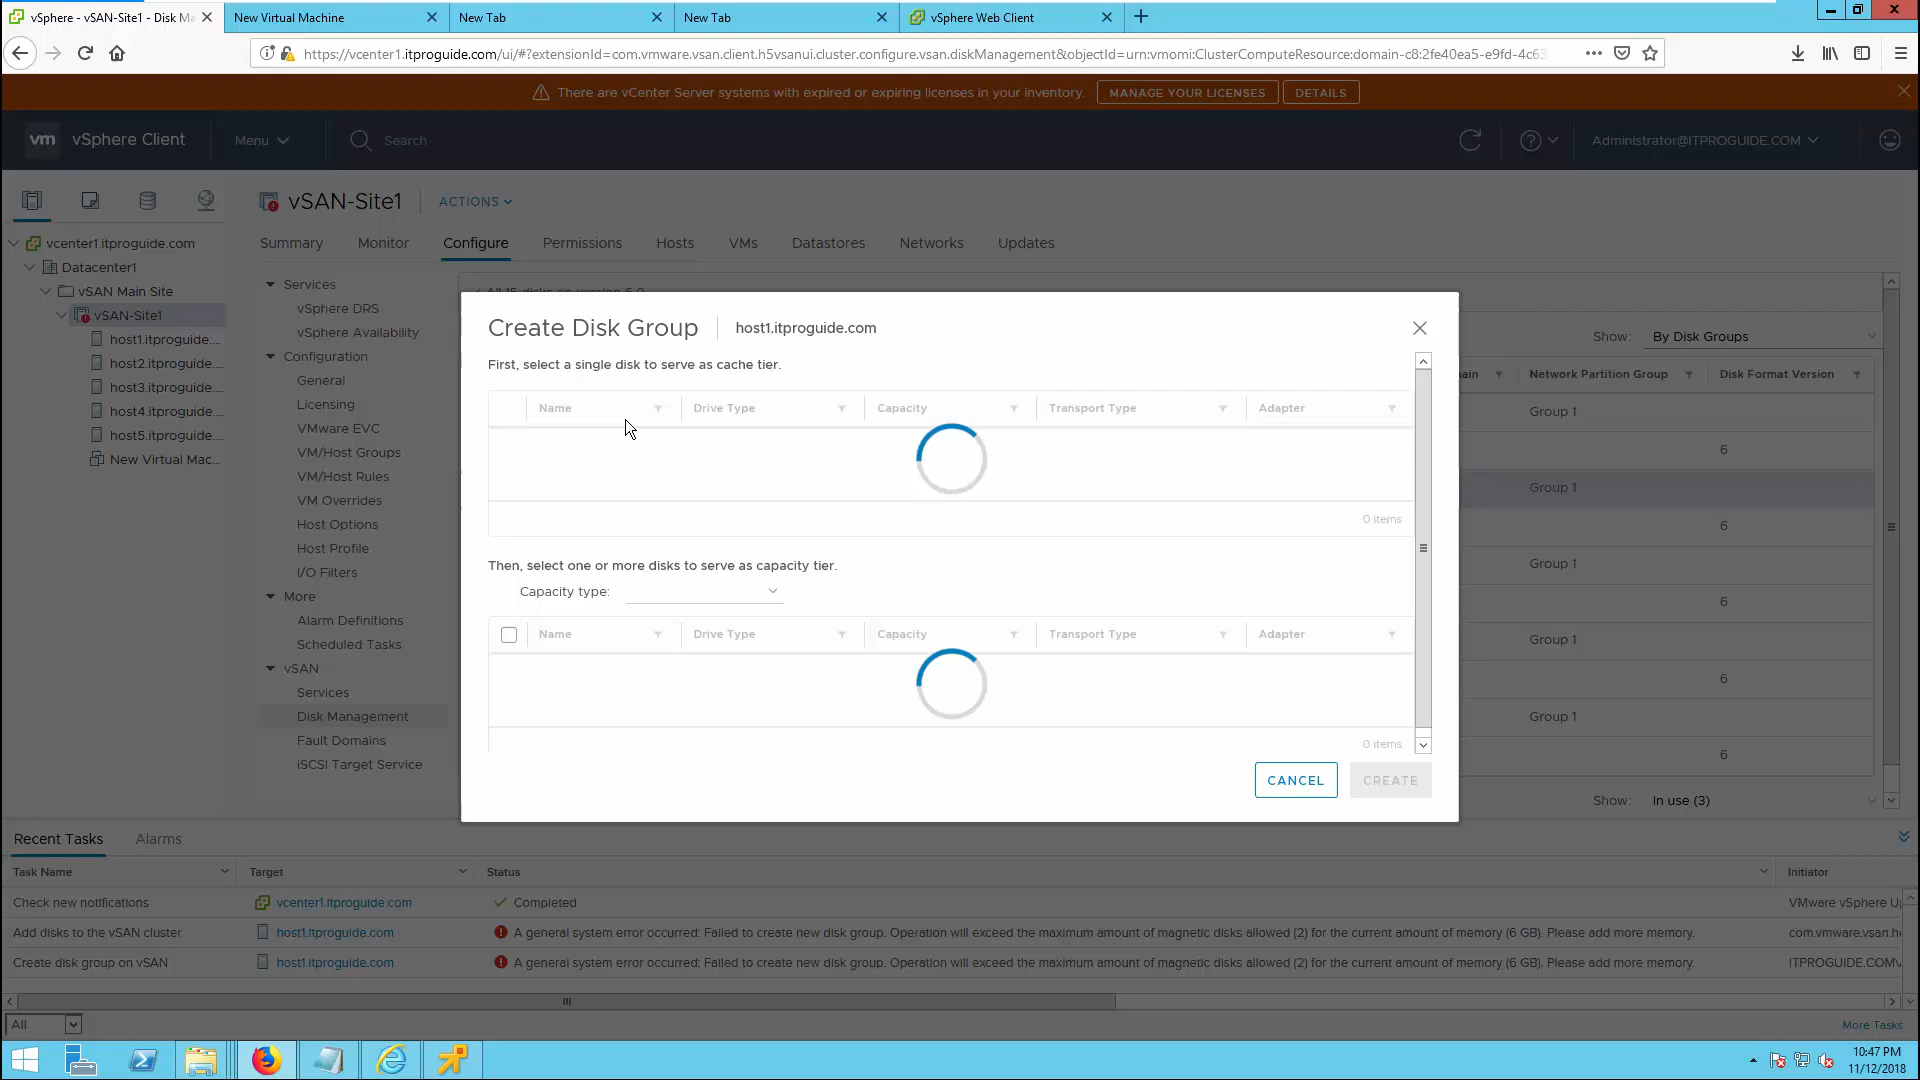 vSphere - vSAN-Site1 - Disk Ma
New Virtual Machine
New Tab
New Tab
vSphere Web Client
https://vcenter1.itproguide.com/ui/#?extensionId=com.vmware.vsan.client.h5vsanui.cluster.configure.vsan.diskManagement&objectId=urn:vmomi:ClusterComputeResource:domain-c8:2fe40ea5-e9fd-4c63
There are vCenter Server systems with expired or expiring licenses in your inventory.
MANAGE YOUR LICENSES
DETAILS
vm
vSphere Client
Menu
Search
Administrator@ITPROGUIDE.COM
vSAN-Site1
ACTIONS
Summary
Monitor
Configure
Permissions
Hosts
VMs
Datastores
Networks
Updates
vcenter1.itproguide.com
Datacenter1
vSAN Main Site
vSAN-Site1
host1.itproguide....
host2.itproguide....
host3.itproguide....
host4.itproguide....
host5.itproguide....
New Virtual Mac...
Services
vSphere DRS
vSphere Availability
Configuration
General
Licensing
VMware EVC
VM/Host Groups
VM/Host Rules
VM Overrides
Host Options
Host Profile
I/O Filters
More
Alarm Definitions
Scheduled Tasks
vSAN
Services
Disk Management
Fault Domains
iSCSI Target Service
Create Disk Group
host1.itproguide.com
First, select a single disk to serve as cache tier.
Name
Drive Type
Capacity
Transport Type
Adapter
0 items
Then, select one or more disks to serve as capacity tier.
Capacity type:
Name
Drive Type
Capacity
Transport Type
Adapter
0 items
CANCEL
CREATE
Show:
By Disk Groups
Network Partition Group
Disk Format Version
Group 1
6
Group 1
6
Group 1
6
Group 1
6
Group 1
6
Show:
In use (3)
Recent Tasks
Alarms
Task Name
Target
Status
Initiator
Check new notifications
vcenter1.itproguide.com
Completed
VMware vSphere Up
Add disks to the vSAN cluster
host1.itproguide.com
A general system error occurred: Failed to create new disk group. Operation will exceed the maximum amount of magnetic disks allowed (2) for the current amount of memory (6 GB). Please add more memory.
com.vmware.vsan.he
Create disk group on vSAN
host1.itproguide.com
A general system error occurred: Failed to create new disk group. Operation will exceed the maximum amount of magnetic disks allowed (2) for the current amount of memory (6 GB). Please add more memory.
ITPROGUIDE.COM\
All
More Tasks
10:47 PM
11/12/2018